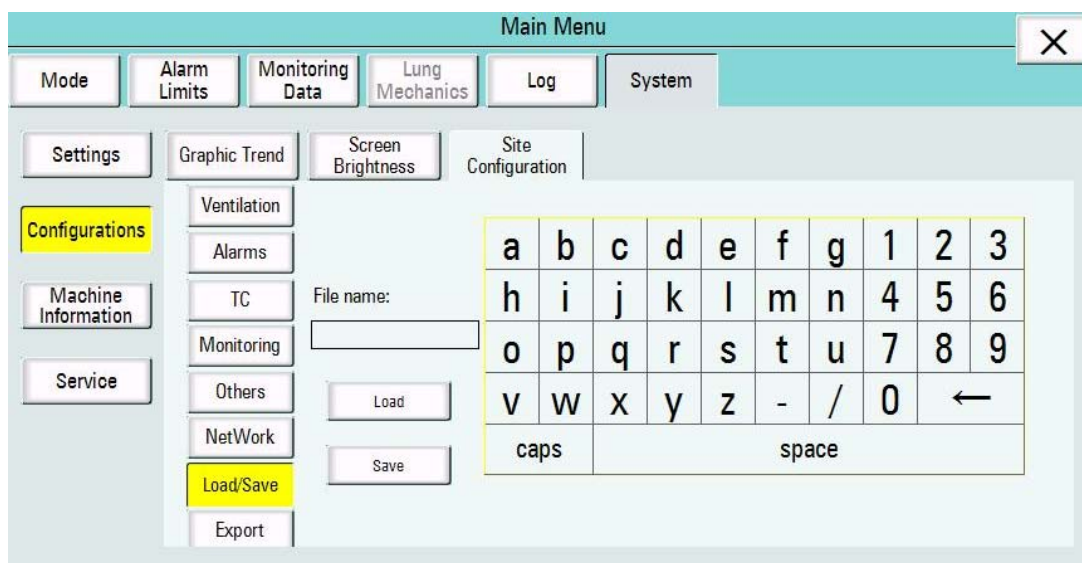 Main Menu
X
Mode
Alarm
Limits
Monitoring
Data
Lung
Mechanics
Log
System
Settings
Configurations
Machine
Information
Service
Graphic Trend
Screen
Brightness
Site
Configuration
Ventilation
Alarms
TC
Monitoring
Others
NetWork
Load/Save
Export
File name:
Load
Save
a b c d e f g 1 2 3
h i j k l m n 4 5 6
o p q r s t u 7 8 9
v w x y z - / 0 ←
caps space